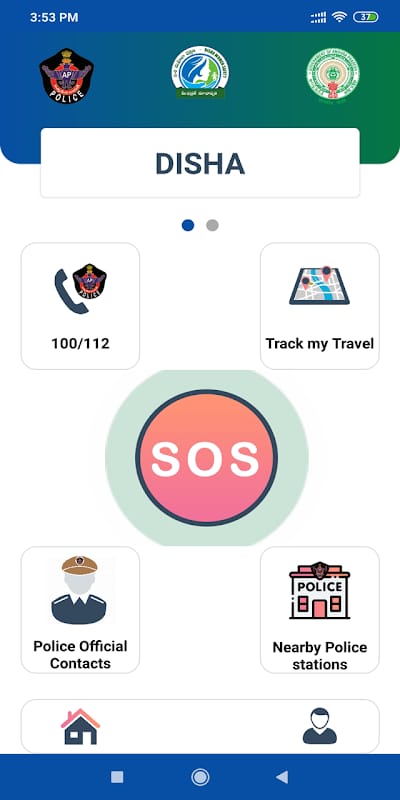 3:53 PM
37
AP
POLICE
DISHA
POLICE
100/112
Track my Travel
SOS
POLICE
Police Official
Contacts
Nearby Police
stations